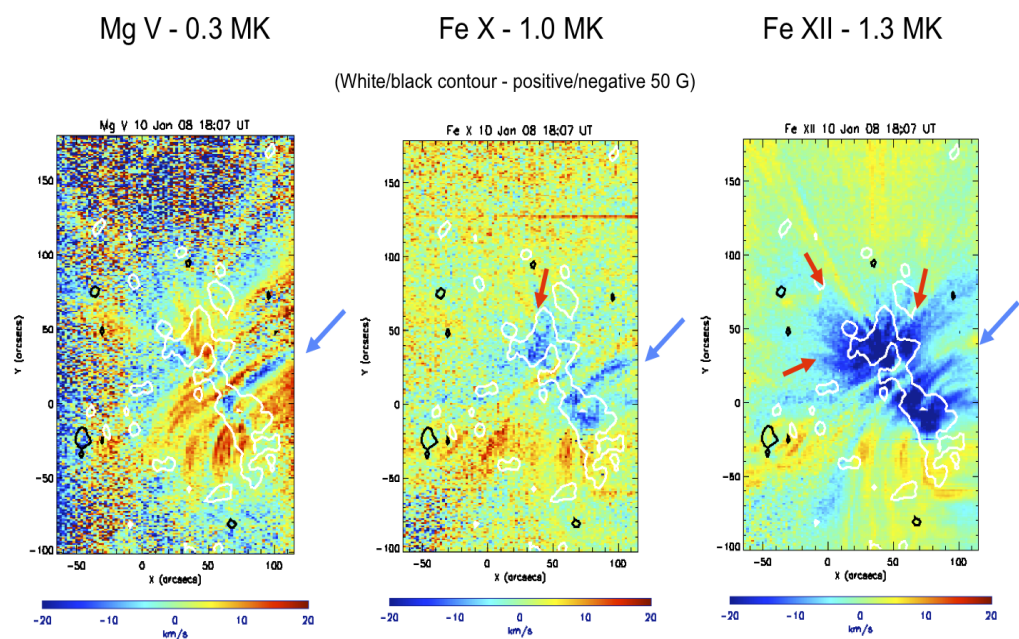 Mg V - 0.3 MK
Fe X - 1.0 MK
Fe XII - 1.3 MK
(White/black contour - positive/negative 50 G)
Mg V 10 Jan 08 18:07 UT
Fe X 10 Jan 08 18:07 UT
Fe XII 10 Jan 08 18:07 UT
Y (arcsecs)
150
100
50
0
-50
-100
-50 0 50 100
X (arcsecs)
-20 -10 0 10 20
km/s
Y (arcsecs)
150
100
50
0
-50
-100
-50 0 50 100
X (arcsecs)
-20 -10 0 10 20
km/s
Y (arcsecs)
150
100
50
0
-50
-100
-50 0 50 100
X (arcsecs)
-20 -10 0 10 20
km/s